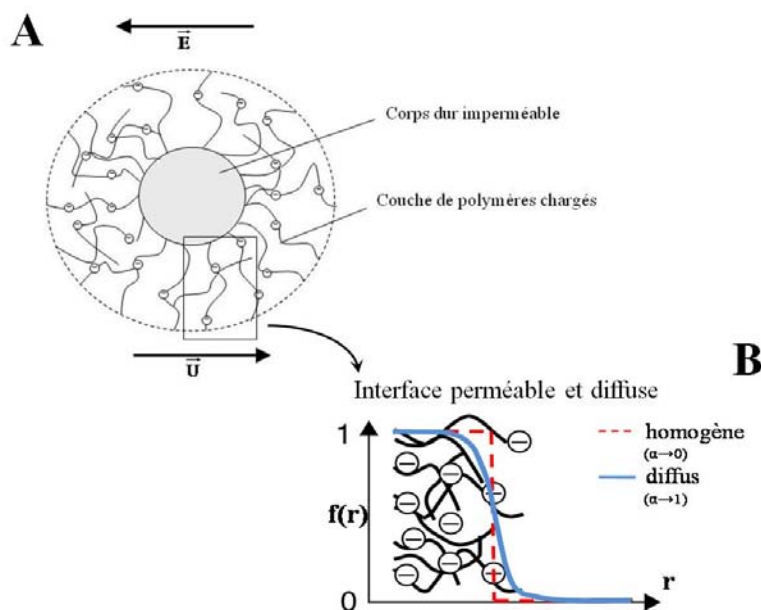 A
E
Corps dur imperméable
Couche de polymères chargés
U
B
Interface perméable et diffuse
1
f(r)
0
r
homogène
(α→0)
diffus
(α→1)